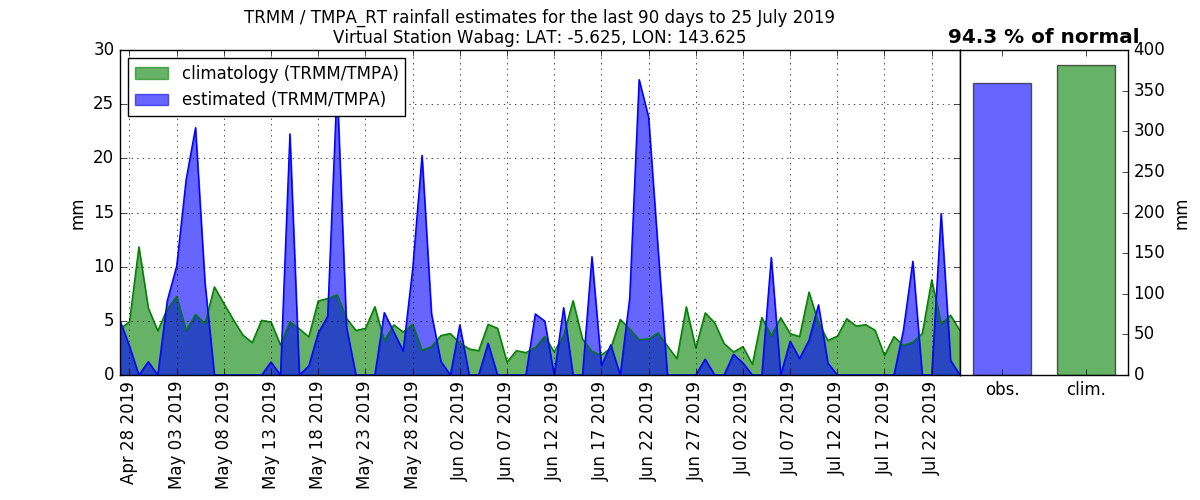 TRMM / TMPA_RT rainfall estimates for the last 90 days to 25 July 2019
Virtual Station Wabag: LAT: -5.625, LON: 143.625
94.3 % of normal
climatology (TRMM/TMPA)
estimated (TRMM/TMPA)
mm
30
25
20
15
10
5
0
Apr 28 2019
May 03 2019
May 08 2019
May 13 2019
May 18 2019
May 23 2019
May 28 2019
Jun 02 2019
Jun 07 2019
Jun 12 2019
Jun 17 2019
Jun 22 2019
Jun 27 2019
Jul 02 2019
Jul 07 2019
Jul 12 2019
Jul 17 2019
Jul 22 2019
obs.
clim.
400
350
300
250
200
150
100
50
0
mm